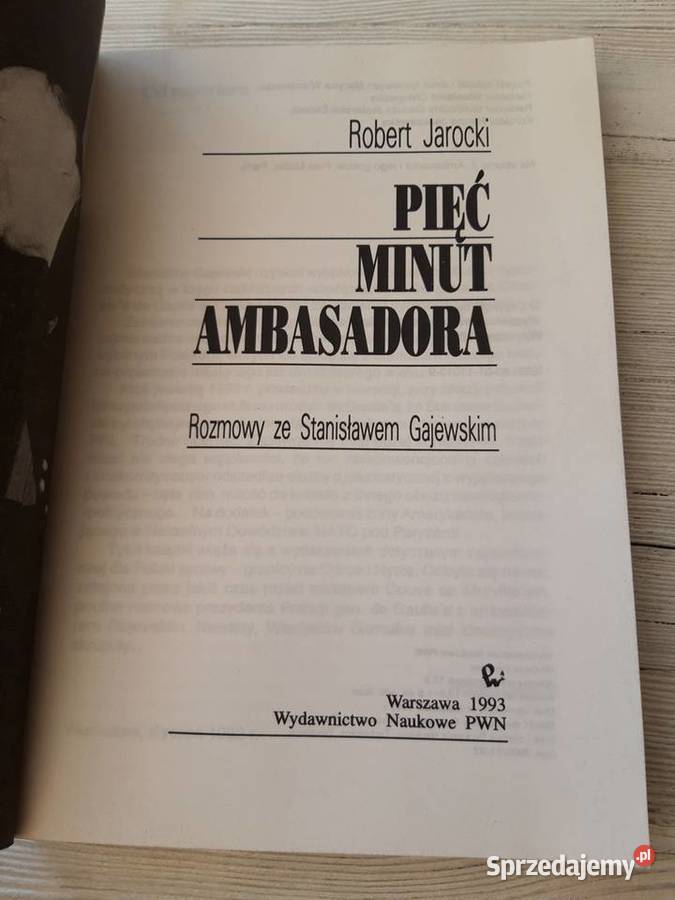 Robert Jarocki
PIĘĆ
MINUT
AMBASADORA
Rozmowy ze Stanisławem Gajewskim
Warszawa 1993
Wydawnictwo Naukowe PWN
Sprzedajemy.pl